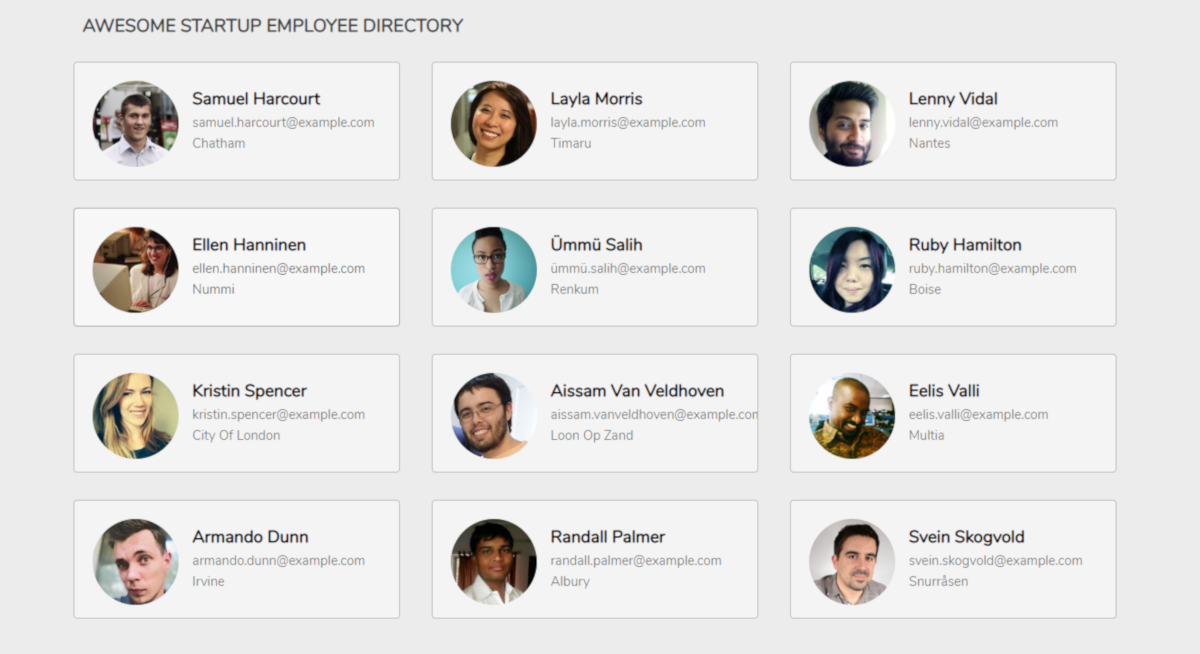 AWESOME STARTUP EMPLOYEE DIRECTORY
Samuel Harcourt
samuel.harcourt@example.com
Chatham
Layla Morris
layla.morris@example.com
Timaru
Lenny Vidal
lenny.vidal@example.com
Nantes
Ellen Hanninen
ellen.hanninen@example.com
Nummi
Ümmü Salih
ümmü.salih@example.com
Renkum
Ruby Hamilton
ruby.hamilton@example.com
Boise
Kristin Spencer
kristin.spencer@example.com
City Of London
Aissam Van Veldhoven
aissam.vanveldhoven@example.com
Loon Op Zand
Eelis Valli
eelis.valli@example.com
Multia
Armando Dunn
armando.dunn@example.com
Irvine
Randall Palmer
randall.palmer@example.com
Albury
Svein Skogvold
svein.skogvold@example.com
Snurråsen